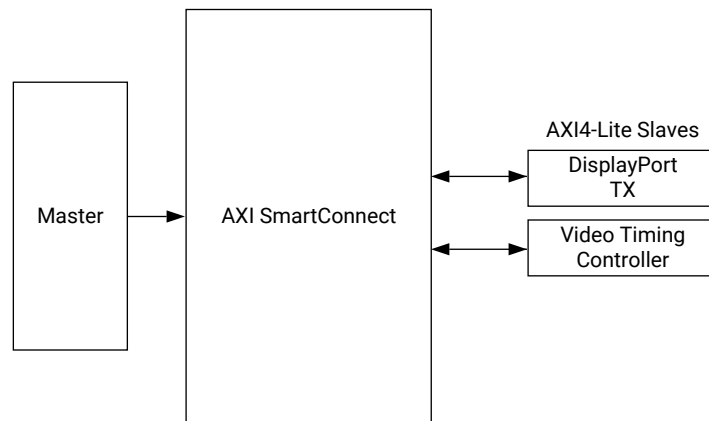 Master
AXI SmartConnect
AXI4-Lite Slaves
DisplayPort
TX
Video Timing
Controller